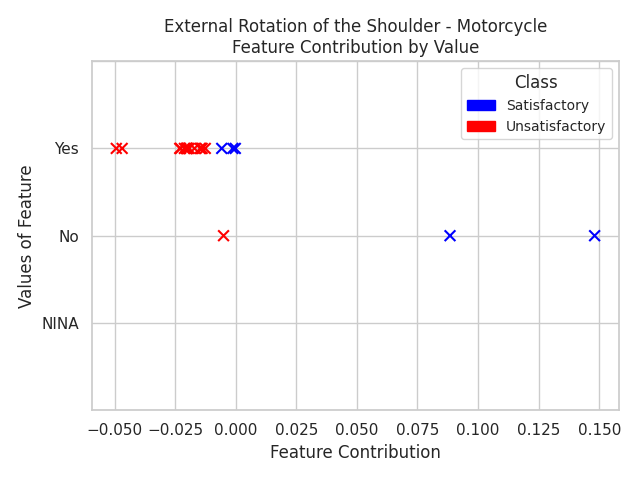 External Rotation of the Shoulder - Motorcycle
Feature Contribution by Value
Class
Satisfactory
Unsatisfactory
Values of Feature
Yes
No
NINA
−0.050 −0.025 0.000 0.025 0.050 0.075 0.100 0.125 0.150
Feature Contribution